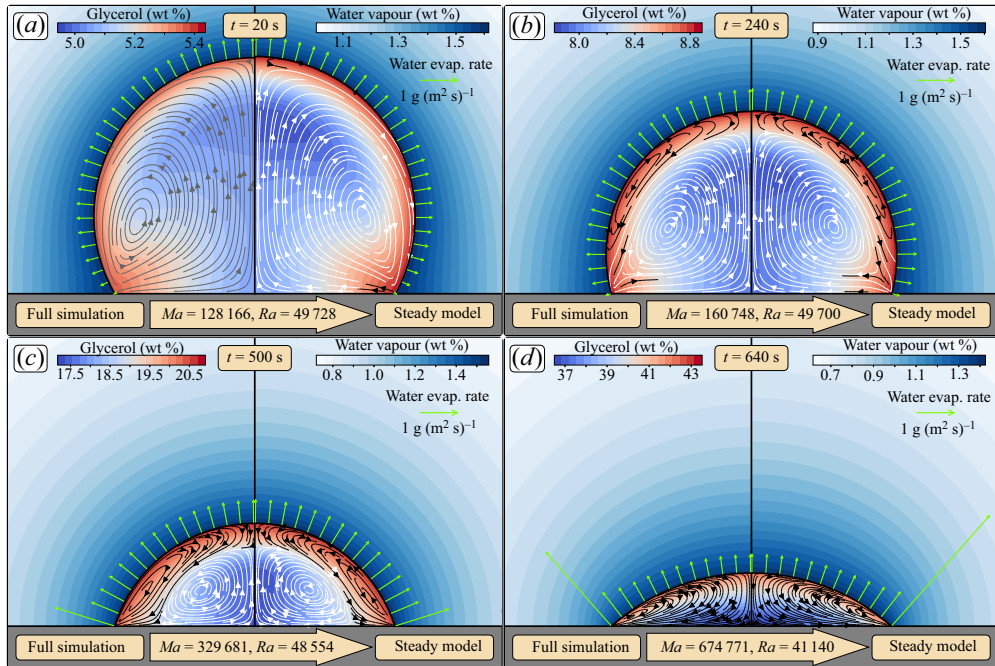 (a)
Glycerol (wt %)
5.0 5.2 5.4
t = 20 s
Water vapour (wt %)
1.1 1.3 1.5
Water evap. rate
1 g (m² s)⁻¹
Full simulation
Ma = 128 166, Ra = 49 728
Steady model
(b)
Glycerol (wt %)
8.0 8.4 8.8
t = 240 s
Water vapour (wt %)
0.9 1.1 1.3 1.5
Water evap. rate
1 g (m² s)⁻¹
Full simulation
Ma = 160 748, Ra = 49 700
Steady model
(c)
Glycerol (wt %)
17.5 18.5 19.5 20.5
t = 500 s
Water vapour (wt %)
0.8 1.0 1.2 1.4
Water evap. rate
1 g (m² s)⁻¹
Full simulation
Ma = 329 681, Ra = 48 554
Steady model
(d)
Glycerol (wt %)
37 39 41 43
t = 640 s
Water vapour (wt %)
0.7 0.9 1.1 1.3
Water evap. rate
1 g (m² s)⁻¹
Full simulation
Ma = 674 771, Ra = 41 140
Steady model